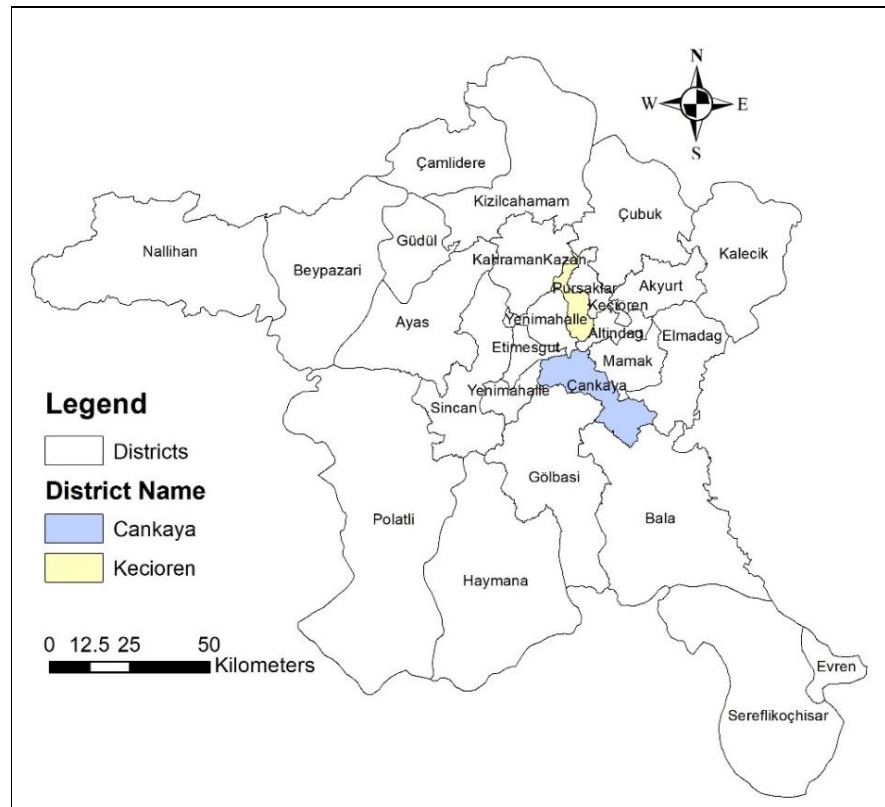 N
W E
S
Çamlidere
Kizilcahamam
Çubuk
Nallihan
Güdül
Kalecik
Beypazari
KahramanKazan
Pursaklar
Akyurt
Keçioren
Ayas
Yenimahalle
Altindag
Elmadag
Etimesgut
Mamak
Çankaya
Yenimahalle
Sincan
Gölbasi
Polatli
Bala
Haymana
Evren
Sereflikoçhisar
Legend
Districts
District Name
Cankaya
Kecioren
0 12.5 25 50
Kilometers